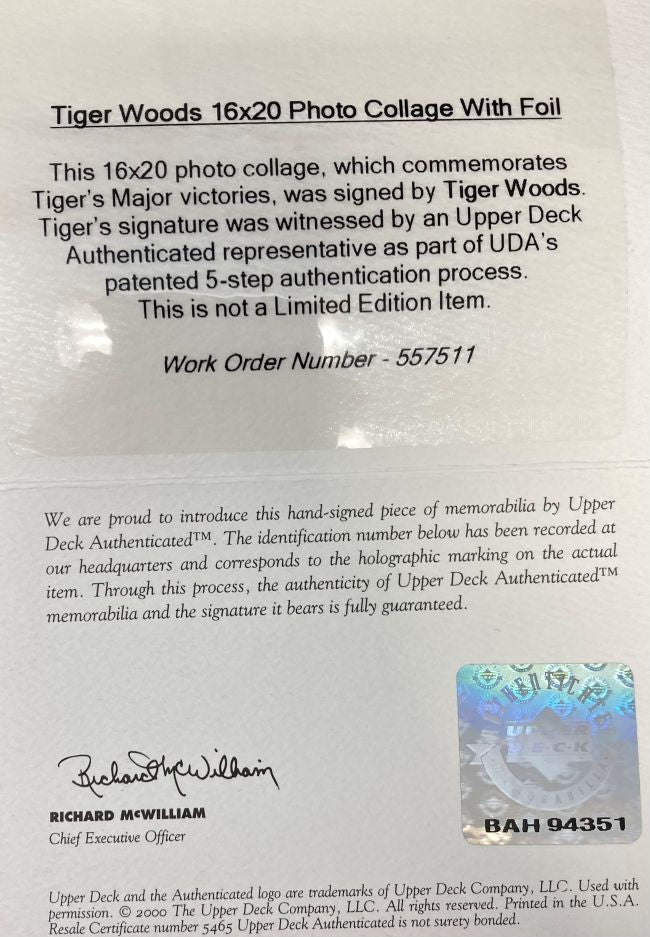 Tiger Woods 16x20 Photo Collage With Foil
This 16x20 photo collage, which commemorates
Tiger's Major victories, was signed by Tiger Woods.
Tiger's signature was witnessed by an Upper Deck
Authenticated representative as part of UDA's
patented 5-step authentication process.
This is not a Limited Edition Item.
Work Order Number - 557511
We are proud to introduce this hand-signed piece of memorabilia by Upper
Deck Authenticated™. The identification number below has been recorded at
our headquarters and corresponds to the holographic marking on the actual
item. Through this process, the authenticity of Upper Deck Authenticated™
memorabilia and the signature it bears is fully guaranteed.
Richard McWilliam
RICHARD McWILLIAM
Chief Executive Officer
UPPER
D·E·C·K
MEMORABILIA
BAH 94351
Upper Deck and the Authenticated logo are trademarks of Upper Deck Company, LLC. Used with
permission. © 2000 The Upper Deck Company, LLC. All rights reserved. Printed in the U.S.A.
Resale Certificate number 5465 Upper Deck Authenticated is not surety bonded.